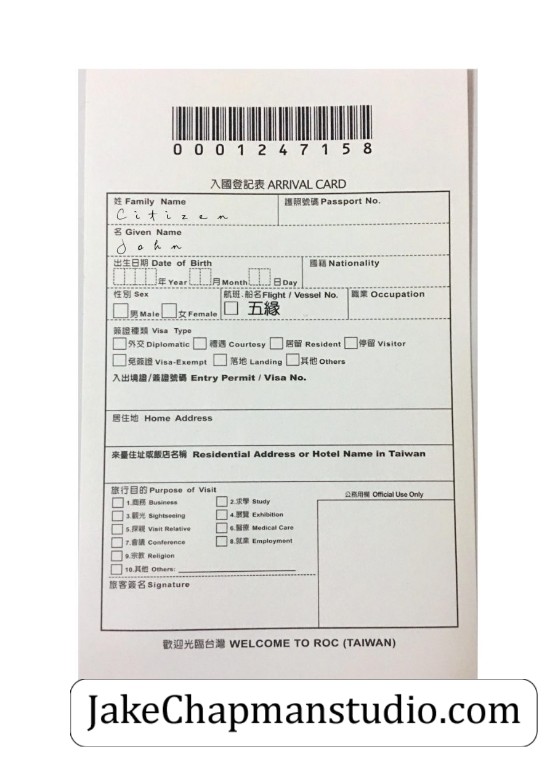 0001247158
入國登記表 ARRIVAL CARD
姓 Family Name 護照號碼 Passport No.
Citizen
名 Given Name
John
出生日期 Date of Birth 國籍 Nationality
年 Year 月 Month 日 Day
性別 Sex 航班.船名 Flight / Vessel No. 職業 Occupation
男 Male 女 Female 五緣
簽證種類 Visa Type
外交 Diplomatic 禮遇 Courtesy 居留 Resident 停留 Visitor
免簽證 Visa-Exempt 落地 Landing 其他 Others
入出境證/簽證號碼 Entry Permit / Visa No.
居住地 Home Address
來臺住址或飯店名稱 Residential Address or Hotel Name in Taiwan
旅行目的 Purpose of Visit 公務用欄 Official Use Only
1.商務 Business 2.求學 Study
3.觀光 Sightseeing 4.展覽 Exhibition
5.探親 Visit Relative 6.醫療 Medical Care
7.會議 Conference 8.就業 Employment
9.宗教 Religion
10.其他 Others:
旅客簽名 Signature
歡迎光臨台灣 WELCOME TO ROC (TAIWAN)
JakeChapmanstudio.com